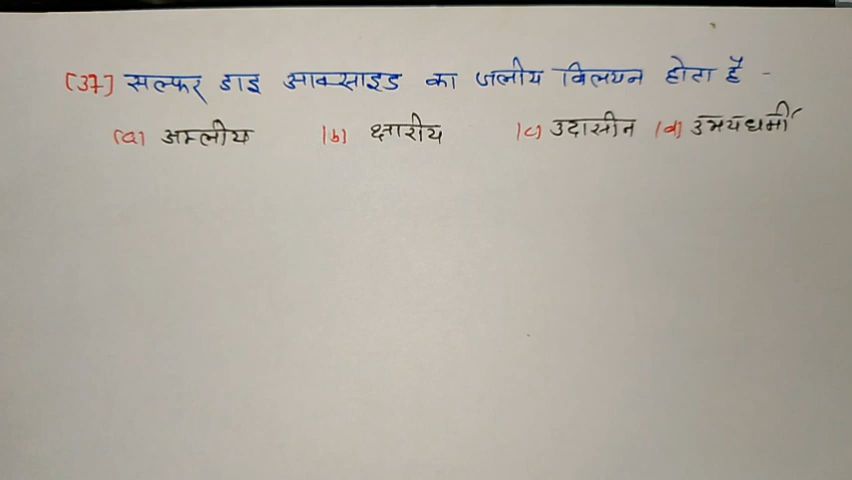 (37) सल्फर डाइ आक्साइड का जलीय विलयन होता है -
(a) अम्लीय (b) क्षारीय (c) उदासीन (d) उभयधर्मी